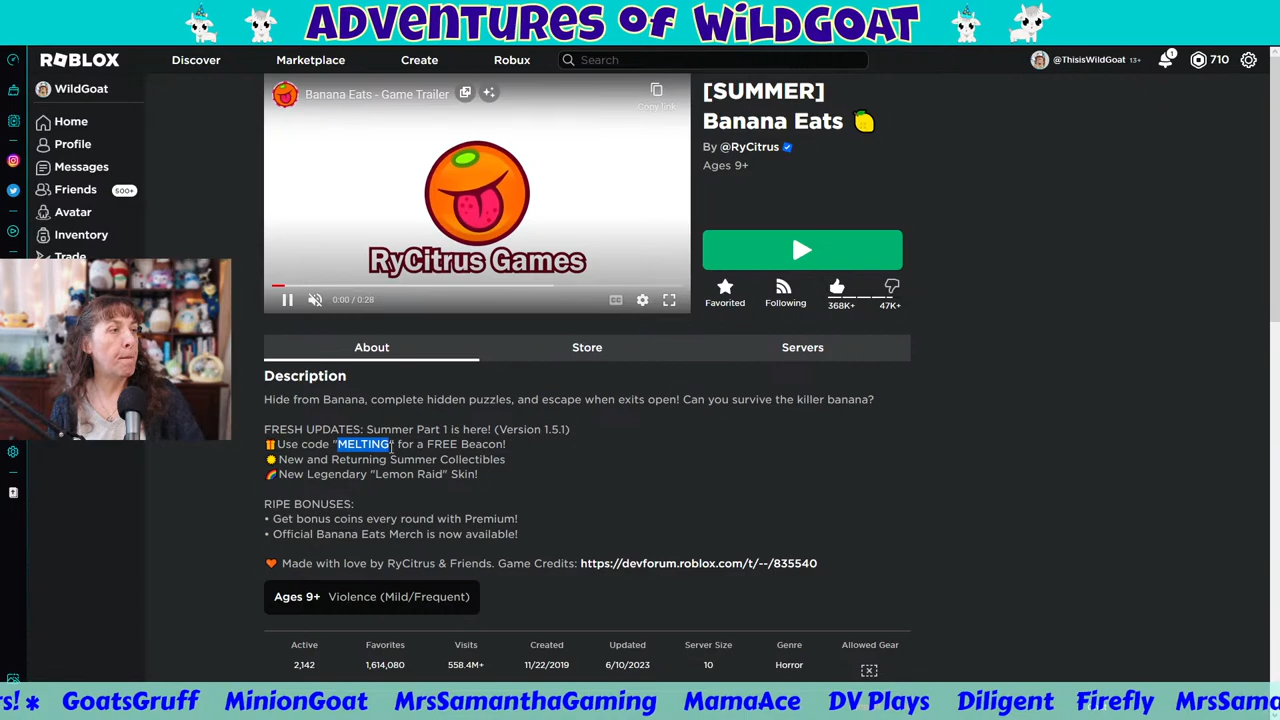 ADVENTURES OF WiLDGOAT
ROBLOX
Discover
Marketplace
Create
Robux
Search
@ThisisWildGoat 13+
1
710
WildGoat
Home
Profile
Messages
Friends
500+
Avatar
Inventory
Trade
Banana Eats - Game Trailer
Copy link
RyCitrus Games
0:00 / 0:28
CC
[SUMMER]
Banana Eats 🍋
By @RyCitrus
Ages 9+
Favorited
Following
368K+
47K+
About
Store
Servers
Description
Hide from Banana, complete hidden puzzles, and escape when exits open! Can you survive the killer banana?
FRESH UPDATES: Summer Part 1 is here! (Version 1.5.1)
🎁Use code "MELTING" for a FREE Beacon!
☀️ New and Returning Summer Collectibles
🌈 New Legendary "Lemon Raid" Skin!
RIPE BONUSES:
• Get bonus coins every round with Premium!
• Official Banana Eats Merch is now available!
❤️ Made with love by RyCitrus & Friends. Game Credits: https://devforum.roblox.com/t/--/835540
Ages 9+ Violence (Mild/Frequent)
Active
Favorites
Visits
Created
Updated
Server Size
Genre
Allowed Gear
2,142
1,614,080
558.4M+
11/22/2019
6/10/2023
10
Horror
rs! * GoatsGruff MinionGoat MrsSamanthaGaming MamaAce DV Plays Diligent Firefly MrsSama